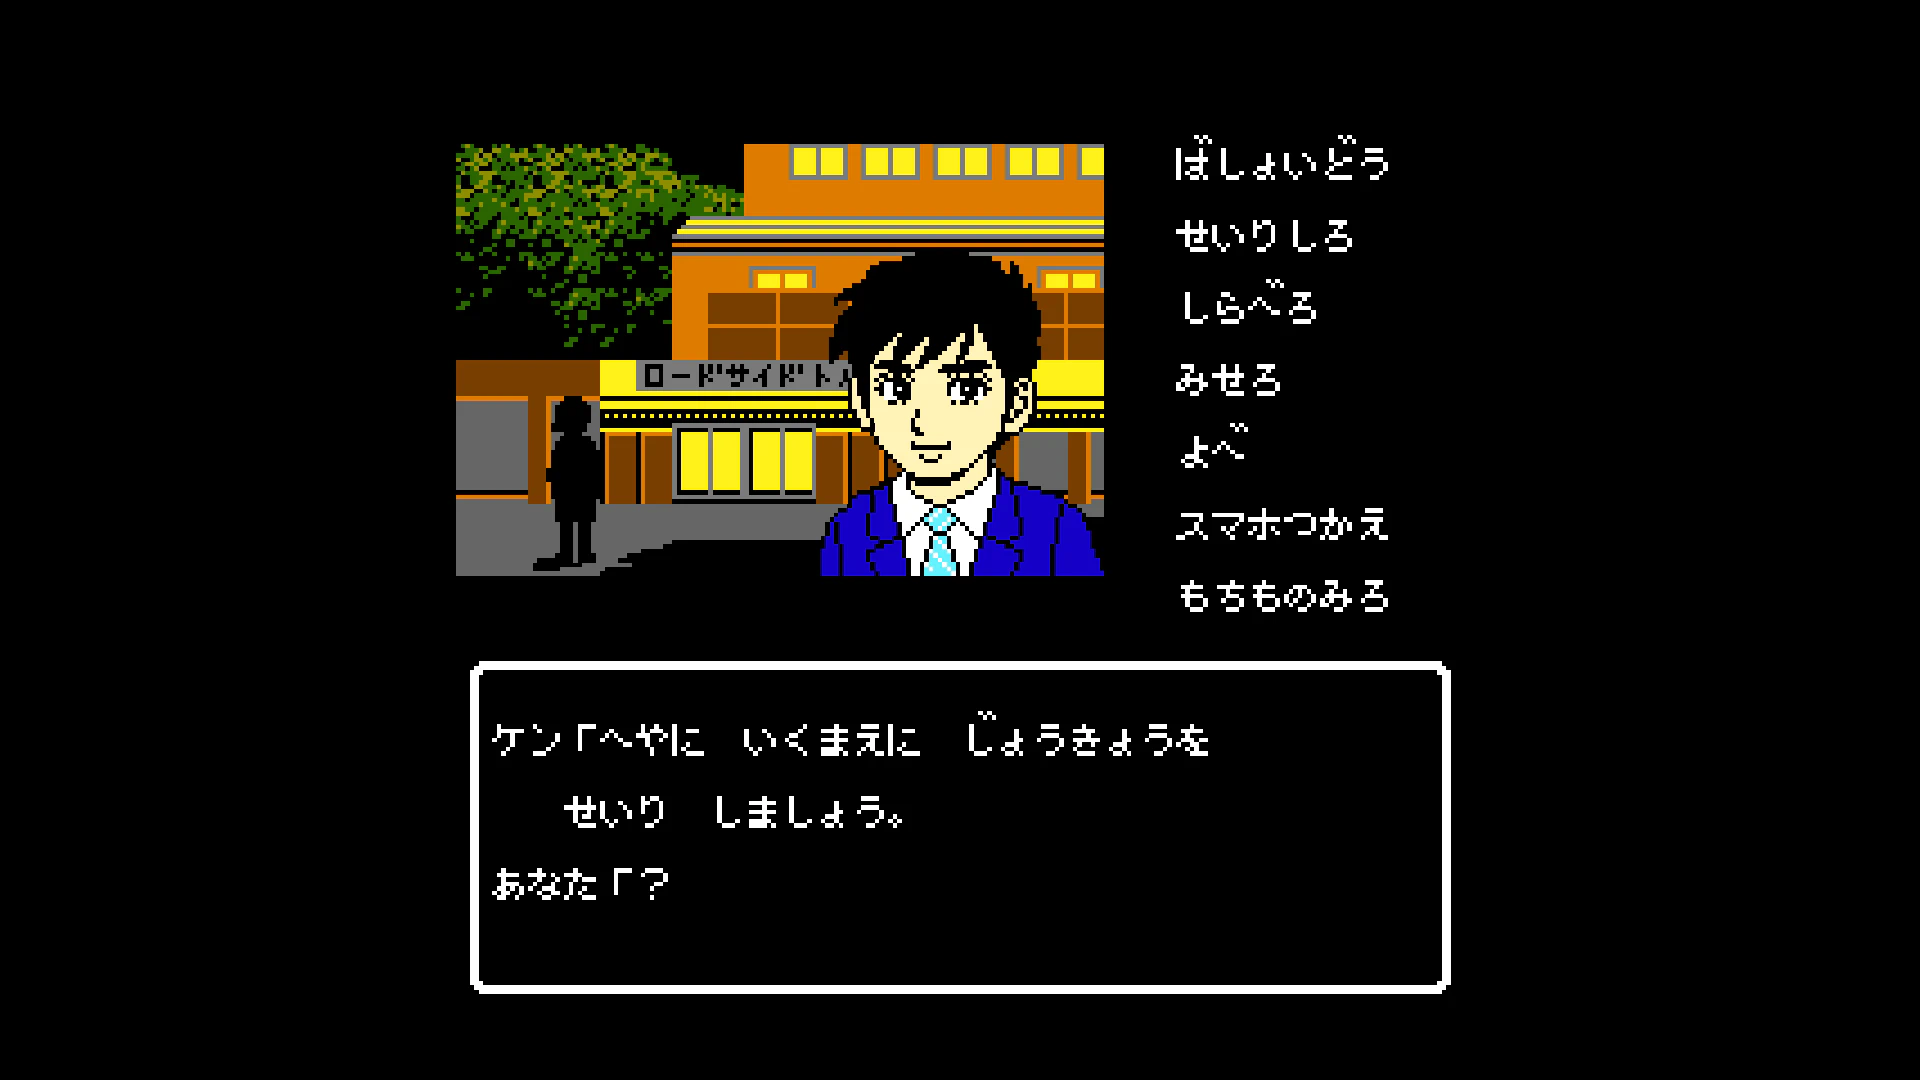 ばしょいどう
せいりしろ
しらべろ
みせろ
よべ
スマホつかえ
もちものみろ
ロードサイドト
ケン「へやに　いくまえに　じょうきょうを
せいり　しましょう。
あなた「？